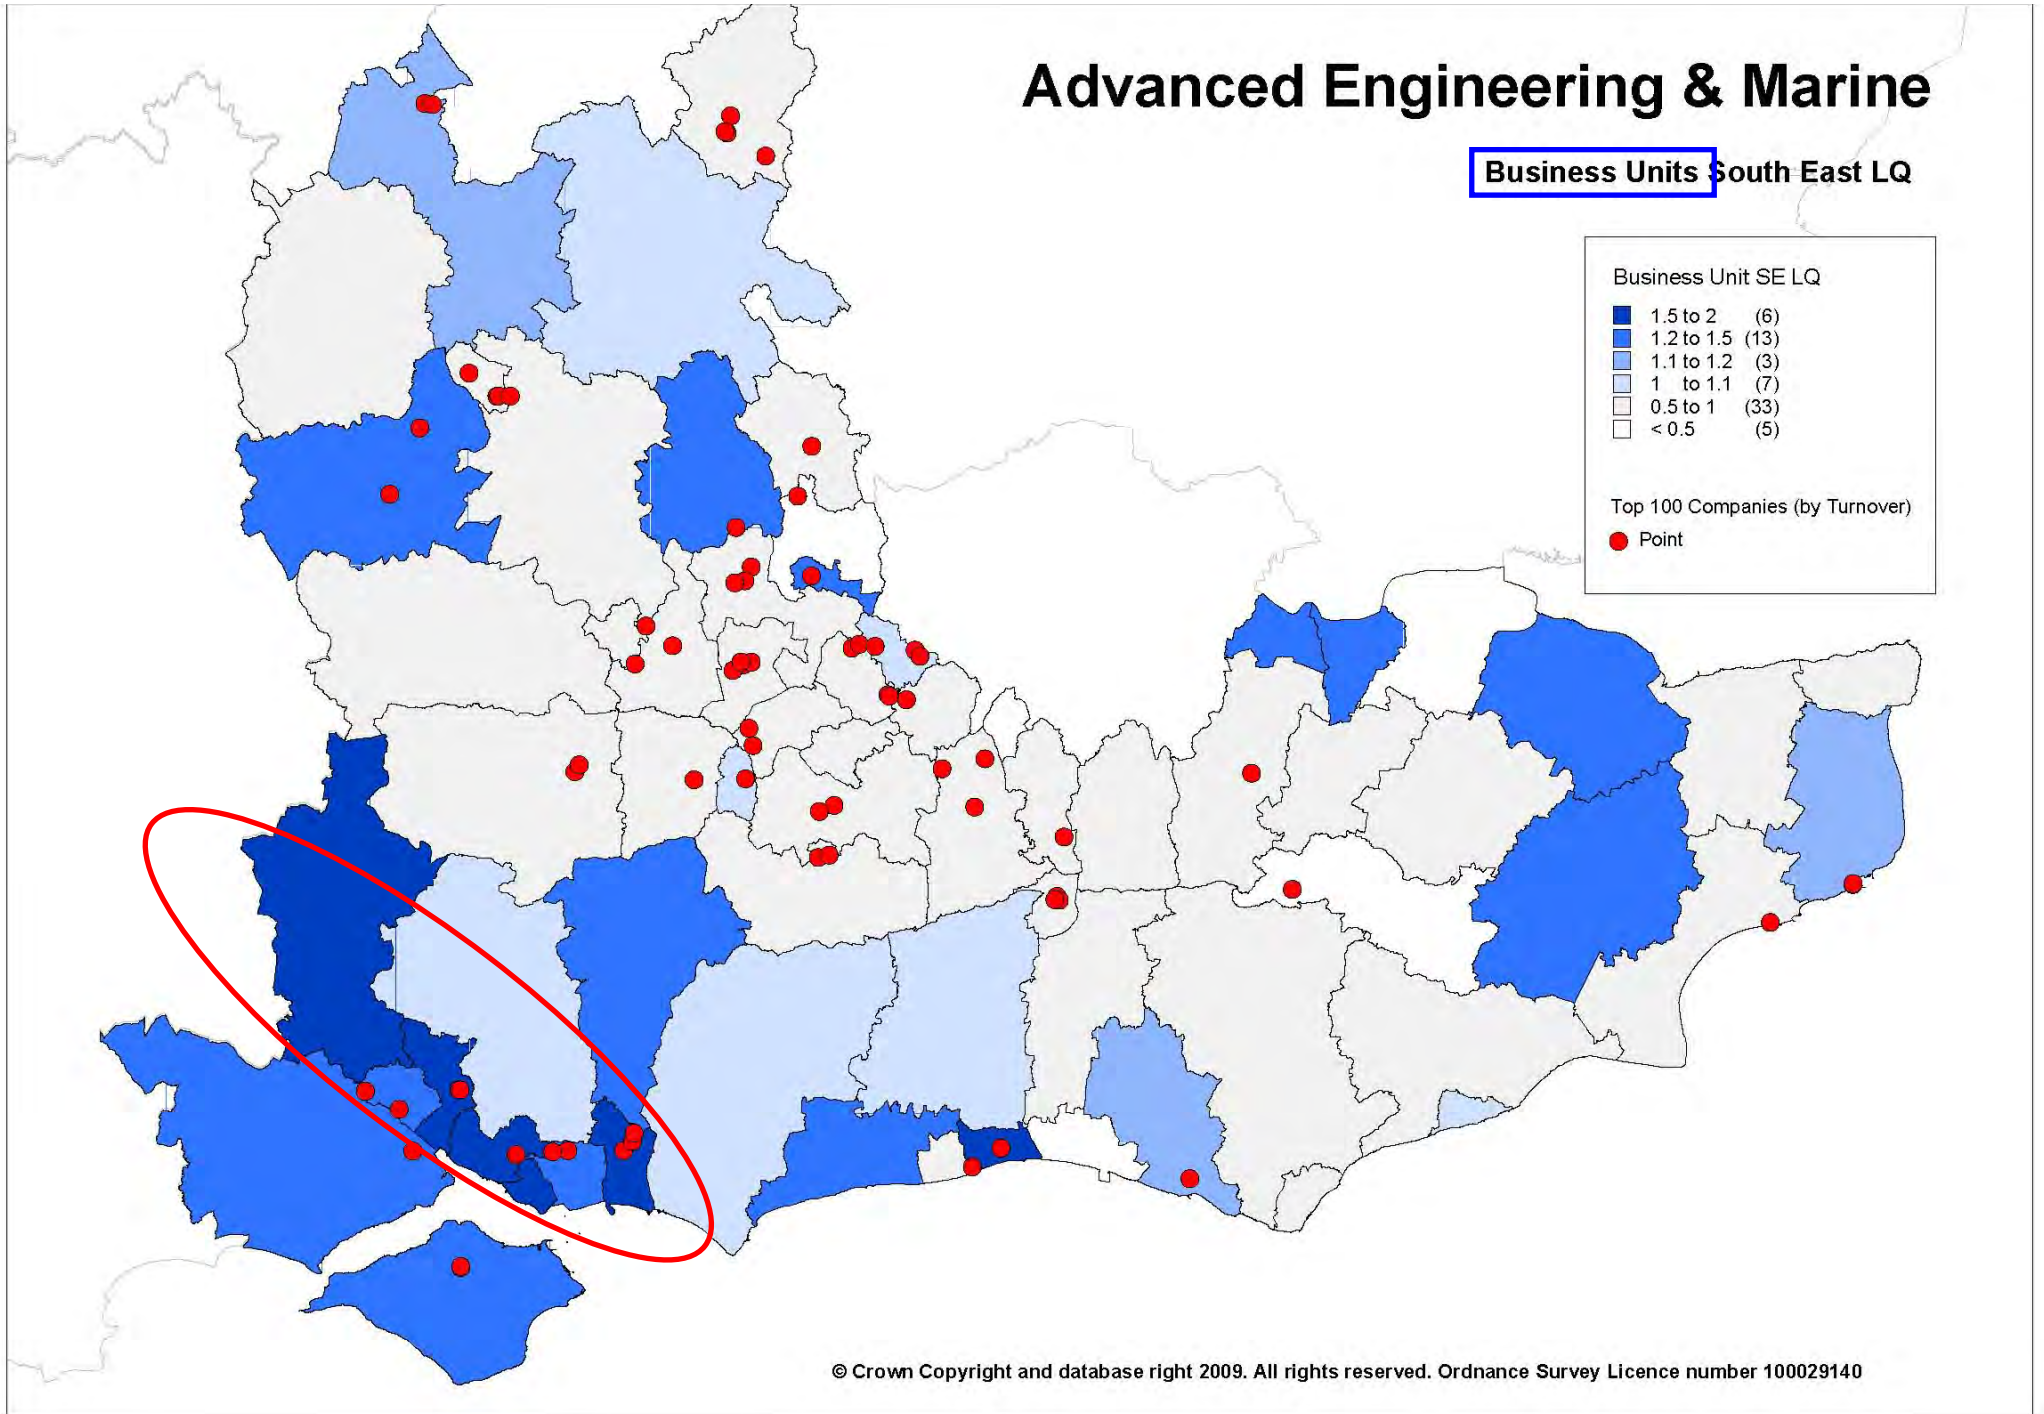 Advanced Engineering & Marine
Business Units South East LQ
Business Unit SE LQ
1.5 to 2 (6)
1.2 to 1.5 (13)
1.1 to 1.2 (3)
1 to 1.1 (7)
0.5 to 1 (33)
< 0.5 (5)
Top 100 Companies (by Turnover)
Point
© Crown Copyright and database right 2009. All rights reserved. Ordnance Survey Licence number 100029140